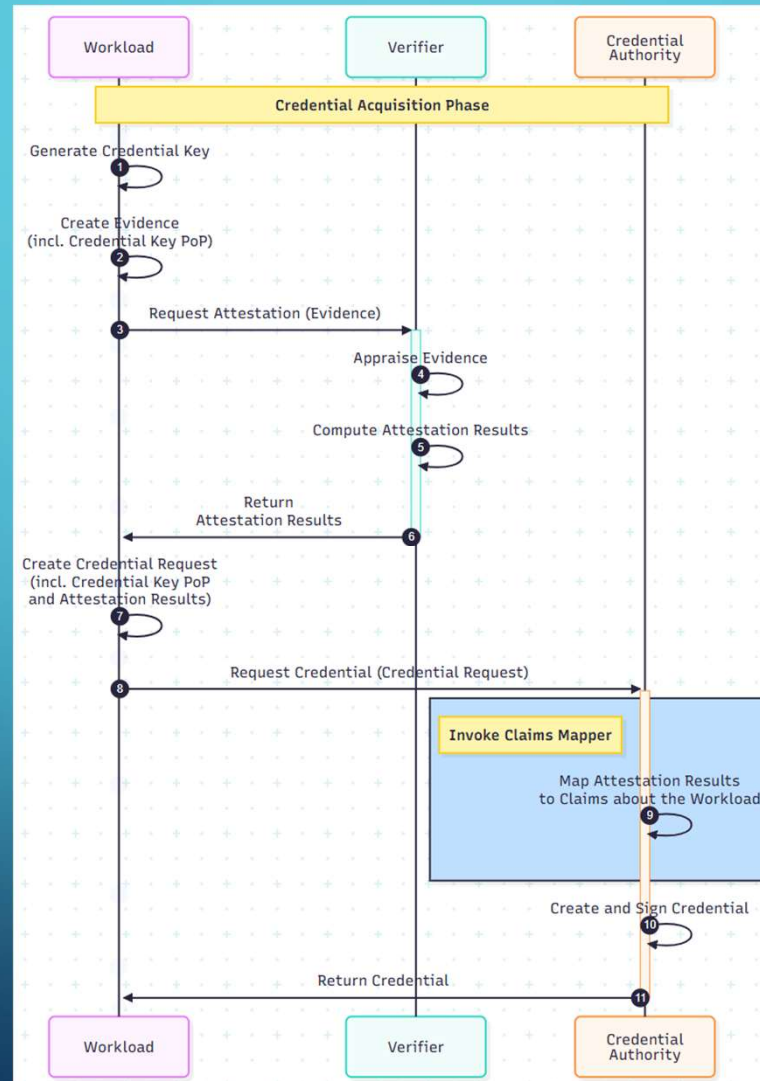 Workload
Verifier
Credential
Authority
Credential Acquisition Phase
Generate Credential Key
1
Create Evidence
(incl. Credential Key PoP)
2
Request Attestation (Evidence)
3
Appraise Evidence
4
Compute Attestation Results
5
Return
Attestation Results
6
Create Credential Request
(incl. Credential Key PoP
and Attestation Results)
7
Request Credential (Credential Request)
8
Invoke Claims Mapper
Map Attestation Results
to Claims about the Workload
9
Create and Sign Credential
10
Return Credential
11
Workload
Verifier
Credential
Authority